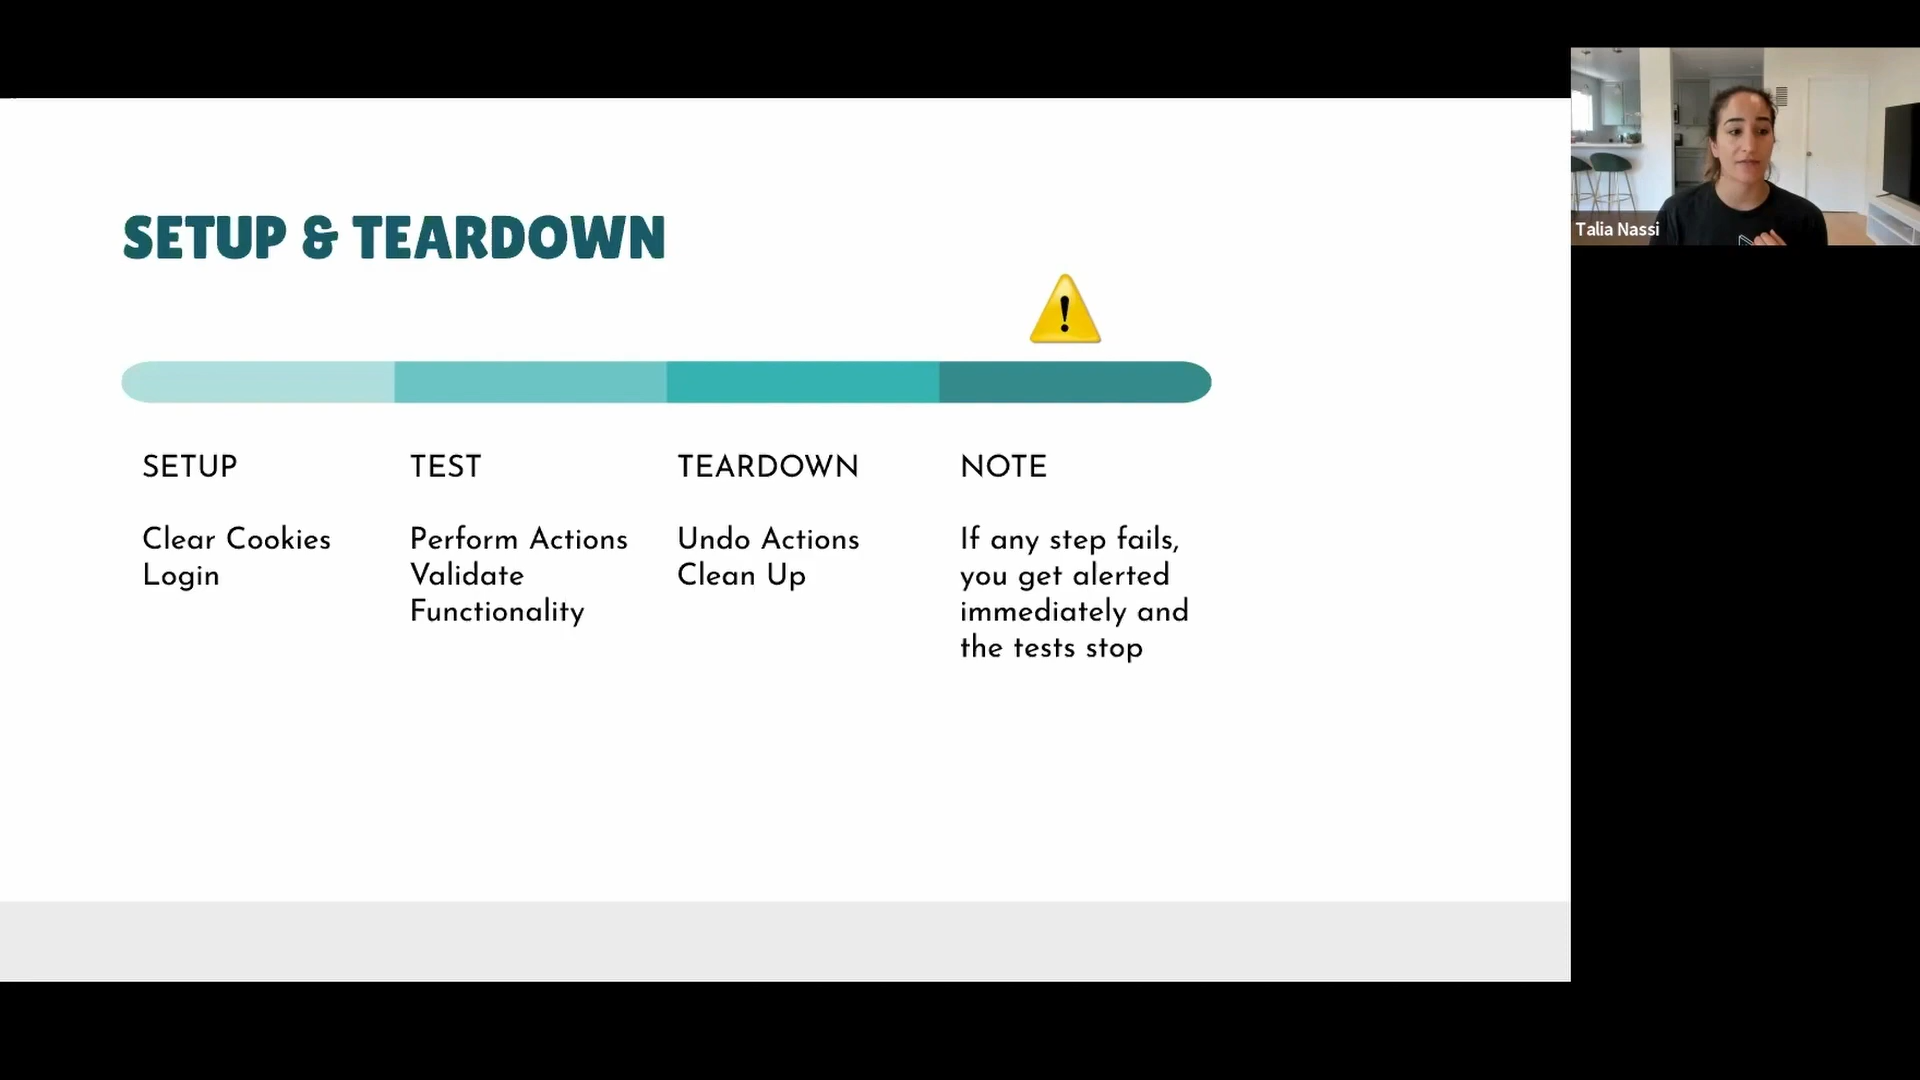 SETUP & TEARDOWN
SETUP
Clear Cookies
Login
TEST
Perform Actions
Validate
Functionality
TEARDOWN
Undo Actions
Clean Up
NOTE
If any step fails,
you get alerted
immediately and
the tests stop
Talia Nassi